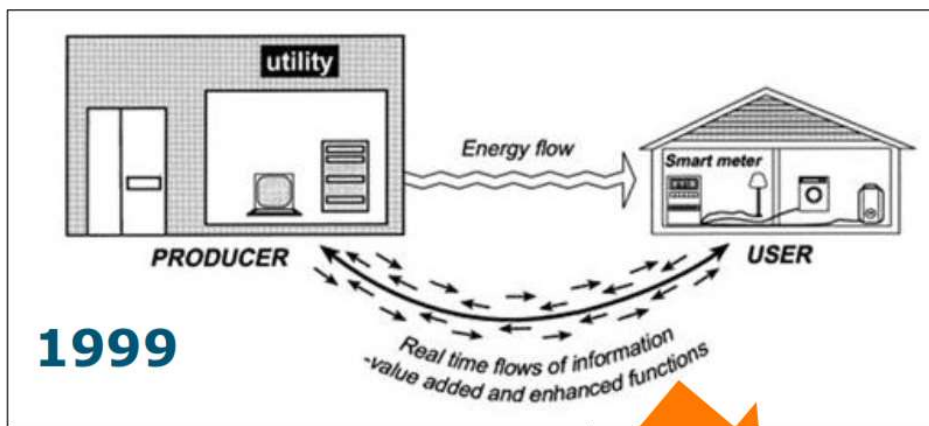 utility
Energy flow
Smart meter
PRODUCER
USER
1999
Real time flows of information
-value added and enhanced functions